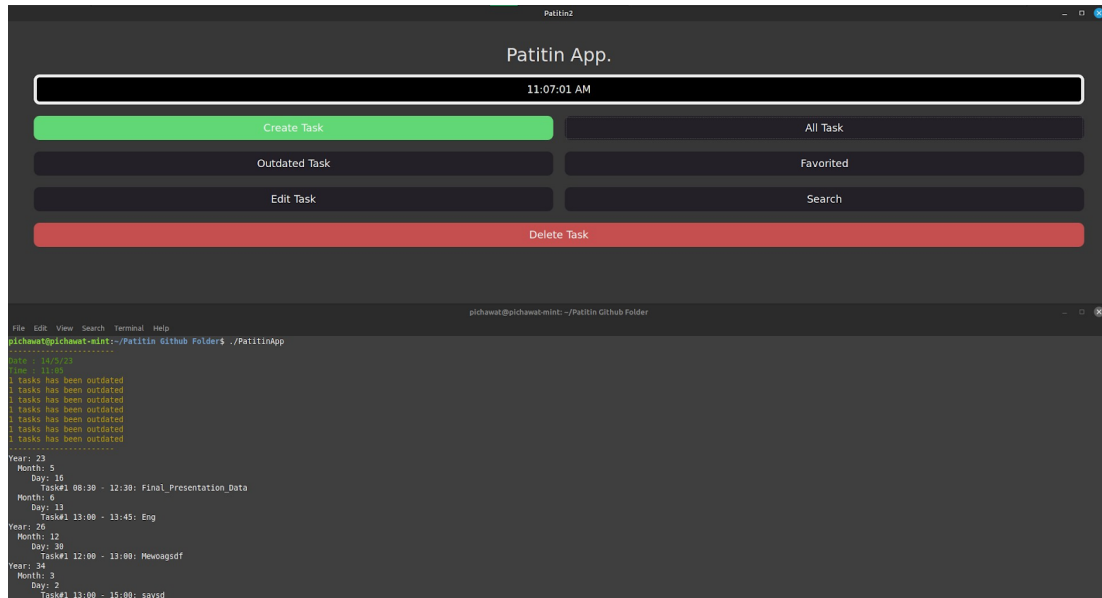 Patitin2
Patitin App.
11:07:01 AM
Create Task
All Task
Outdated Task
Favorited
Edit Task
Search
Delete Task
pichawat@pichawat-mint: ~/Patitin Github Folder
File Edit View Search Terminal Help
pichawat@pichawat-mint:~/Patitin Github Folder$ ./PatitinApp
-----------------------
Date : 14/5/23
Time : 11:05
1 tasks has been outdated
1 tasks has been outdated
1 tasks has been outdated
1 tasks has been outdated
1 tasks has been outdated
1 tasks has been outdated
1 tasks has been outdated
-----------------------
Year: 23
Month: 5
Day: 16
Task#1 08:30 - 12:30: Final_Presentation_Data
Month: 6
Day: 13
Task#1 13:00 - 13:45: Eng
Year: 26
Month: 12
Day: 30
Task#1 12:00 - 13:00: Mewoagsdf
Year: 34
Month: 3
Day: 2
Task#1 13:00 - 15:00: saysd